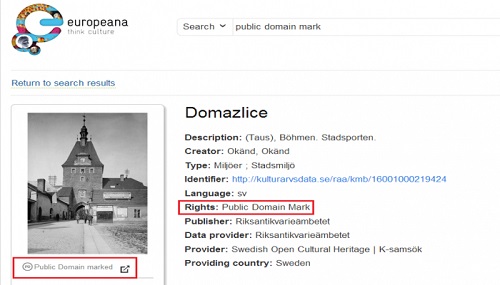 europeana
think culture
Search
public domain mark
Return to search results
Domazlice
Description: (Taus), Böhmen. Stadsporten.
Creator: Okänd, Okänd
Type: Miljöer ; Stadsmiljö
Identifier: http://kulturarvsdata.se/raa/kmb/16001000219424
Language: sv
Rights: Public Domain Mark
Publisher: Riksantikvarieämbetet
Data provider: Riksantikvarieämbetet
Provider: Swedish Open Cultural Heritage | K-samsök
Providing country: Sweden
Public Domain marked